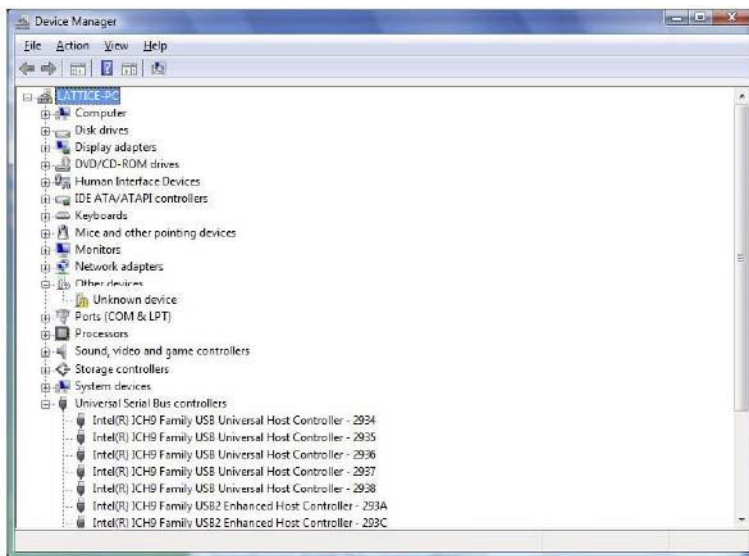 Device Manager
File Action View Help
LATTICE-PC
Computer
Disk drives
Display adapters
DVD/CD-ROM drives
Human Interface Devices
IDE ATA/ATAPI controllers
Keyboards
Mice and other pointing devices
Monitors
Network adapters
Other devices
Unknown device
Ports (COM & LPT)
Processors
Sound, video and game controllers
Storage controllers
System devices
Universal Serial Bus controllers
Intel(R) ICH9 Family USB Universal Host Controller - 2934
Intel(R) ICH9 Family USB Universal Host Controller - 2935
Intel(R) ICH9 Family USB Universal Host Controller - 2936
Intel(R) ICH9 Family USB Universal Host Controller - 2937
Intel(R) ICH9 Family USB Universal Host Controller - 2938
Intel(R) ICH9 Family USB2 Enhanced Host Controller - 293A
Intel(R) ICH9 Family USB2 Enhanced Host Controller - 293C